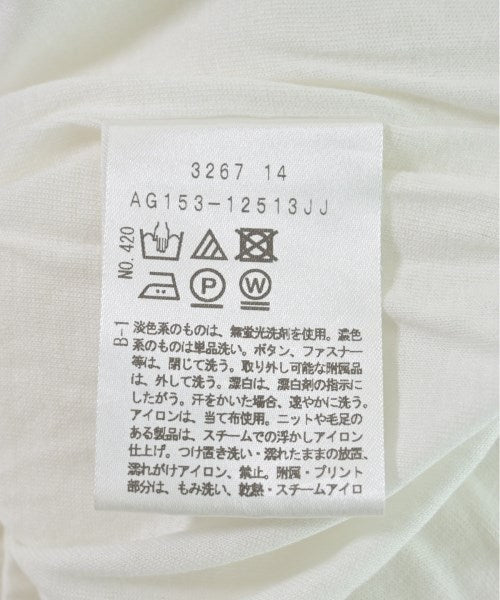 3267 14
AG153-12513JJ
NO.420
P
W
B-1
淡色系のものは、無蛍光洗剤を使用。濃色
系のものは単品洗い。ボタン、ファスナー
等は、閉じて洗う。取り外し可能な附属品
は、外して洗う。漂白は、漂白剤の指示に
したがう。汗をかいた場合、速やかに洗う。
アイロンは、当て布使用。ニットや毛足の
ある製品は、スチームでの浮かしアイロン
仕上げ。つけ置き洗い・濡れたままの放置、
濡れがけアイロン、禁止。附属・プリント
部分は、もみ洗い、乾熱・スチームアイロ